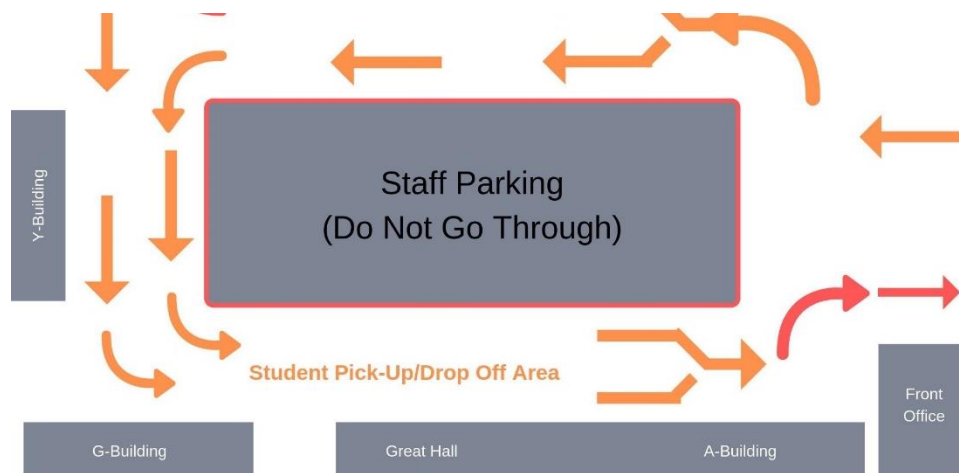 Y-Building
Staff Parking
(Do Not Go Through)
Student Pick-Up/Drop Off Area
Front
Office
G-Building
Great Hall
A-Building